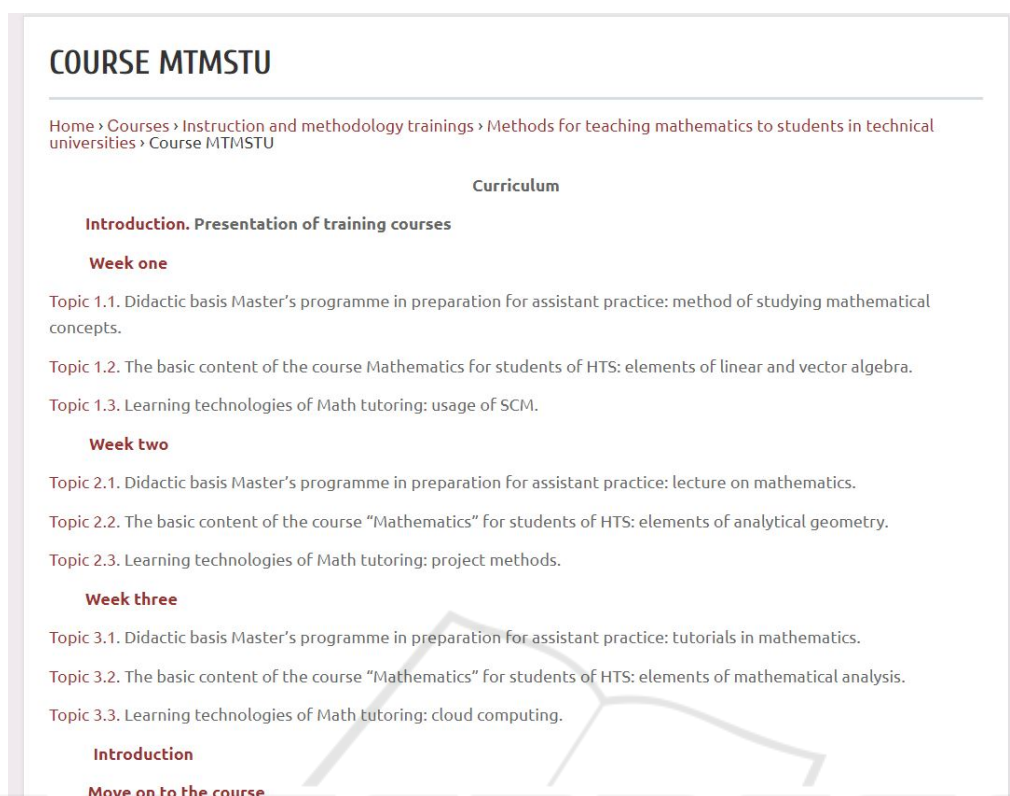 COURSE MTMSTU
Home › Courses › Instruction and methodology trainings › Methods for teaching mathematics to students in technical
universities › Course MTMSTU
Curriculum
Introduction. Presentation of training courses
Week one
Topic 1.1. Didactic basis Master’s programme in preparation for assistant practice: method of studying mathematical
concepts.
Topic 1.2. The basic content of the course Mathematics for students of HTS: elements of linear and vector algebra.
Topic 1.3. Learning technologies of Math tutoring: usage of SCM.
Week two
Topic 2.1. Didactic basis Master’s programme in preparation for assistant practice: lecture on mathematics.
Topic 2.2. The basic content of the course “Mathematics” for students of HTS: elements of analytical geometry.
Topic 2.3. Learning technologies of Math tutoring: project methods.
Week three
Topic 3.1. Didactic basis Master’s programme in preparation for assistant practice: tutorials in mathematics.
Topic 3.2. The basic content of the course “Mathematics” for students of HTS: elements of mathematical analysis.
Topic 3.3. Learning technologies of Math tutoring: cloud computing.
Introduction
Move on to the course